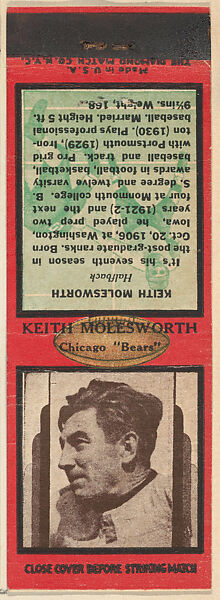 KEITH MOLESWORTH
Halfback
It's his seventh season in
the post-graduate ranks. Born
Oct. 20, 1906, at Washington,
Iowa, he played prep two
years (1921-2) and the next
four at Monmouth college. B.
S. degree and twelve varsity
awards in football, basketball,
baseball and track. Pro grid
with Portsmouth (1929), Iron-
ton (1930). Plays professional
baseball. Married. Height 5 ft.
9½ins. Weight, 168.
Made in U.S.A.
THE DIAMOND MATCH CO. N.Y.C.
KEITH MOLESWORTH
Chicago "Bears"
CLOSE COVER BEFORE STRIKING MATCH